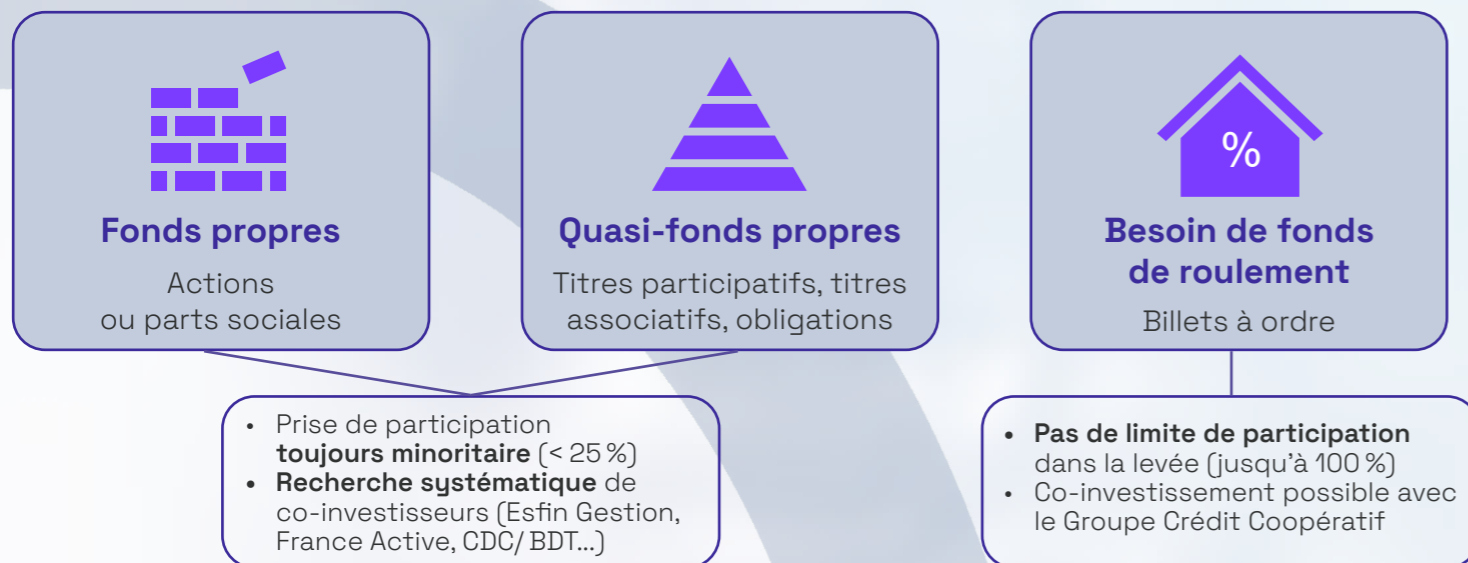 Fonds propres
Actions
ou parts sociales
Quasi-fonds propres
Titres participatifs, titres
associatifs, obligations
%
Besoin de fonds
de roulement
Billets à ordre
• Prise de participation
toujours minoritaire (< 25 %)
• Recherche systématique de
co-investisseurs (Esfin Gestion,
France Active, CDC/ BDT...)
• Pas de limite de participation
dans la levée (jusqu'à 100 %)
• Co-investissement possible avec
le Groupe Crédit Coopératif